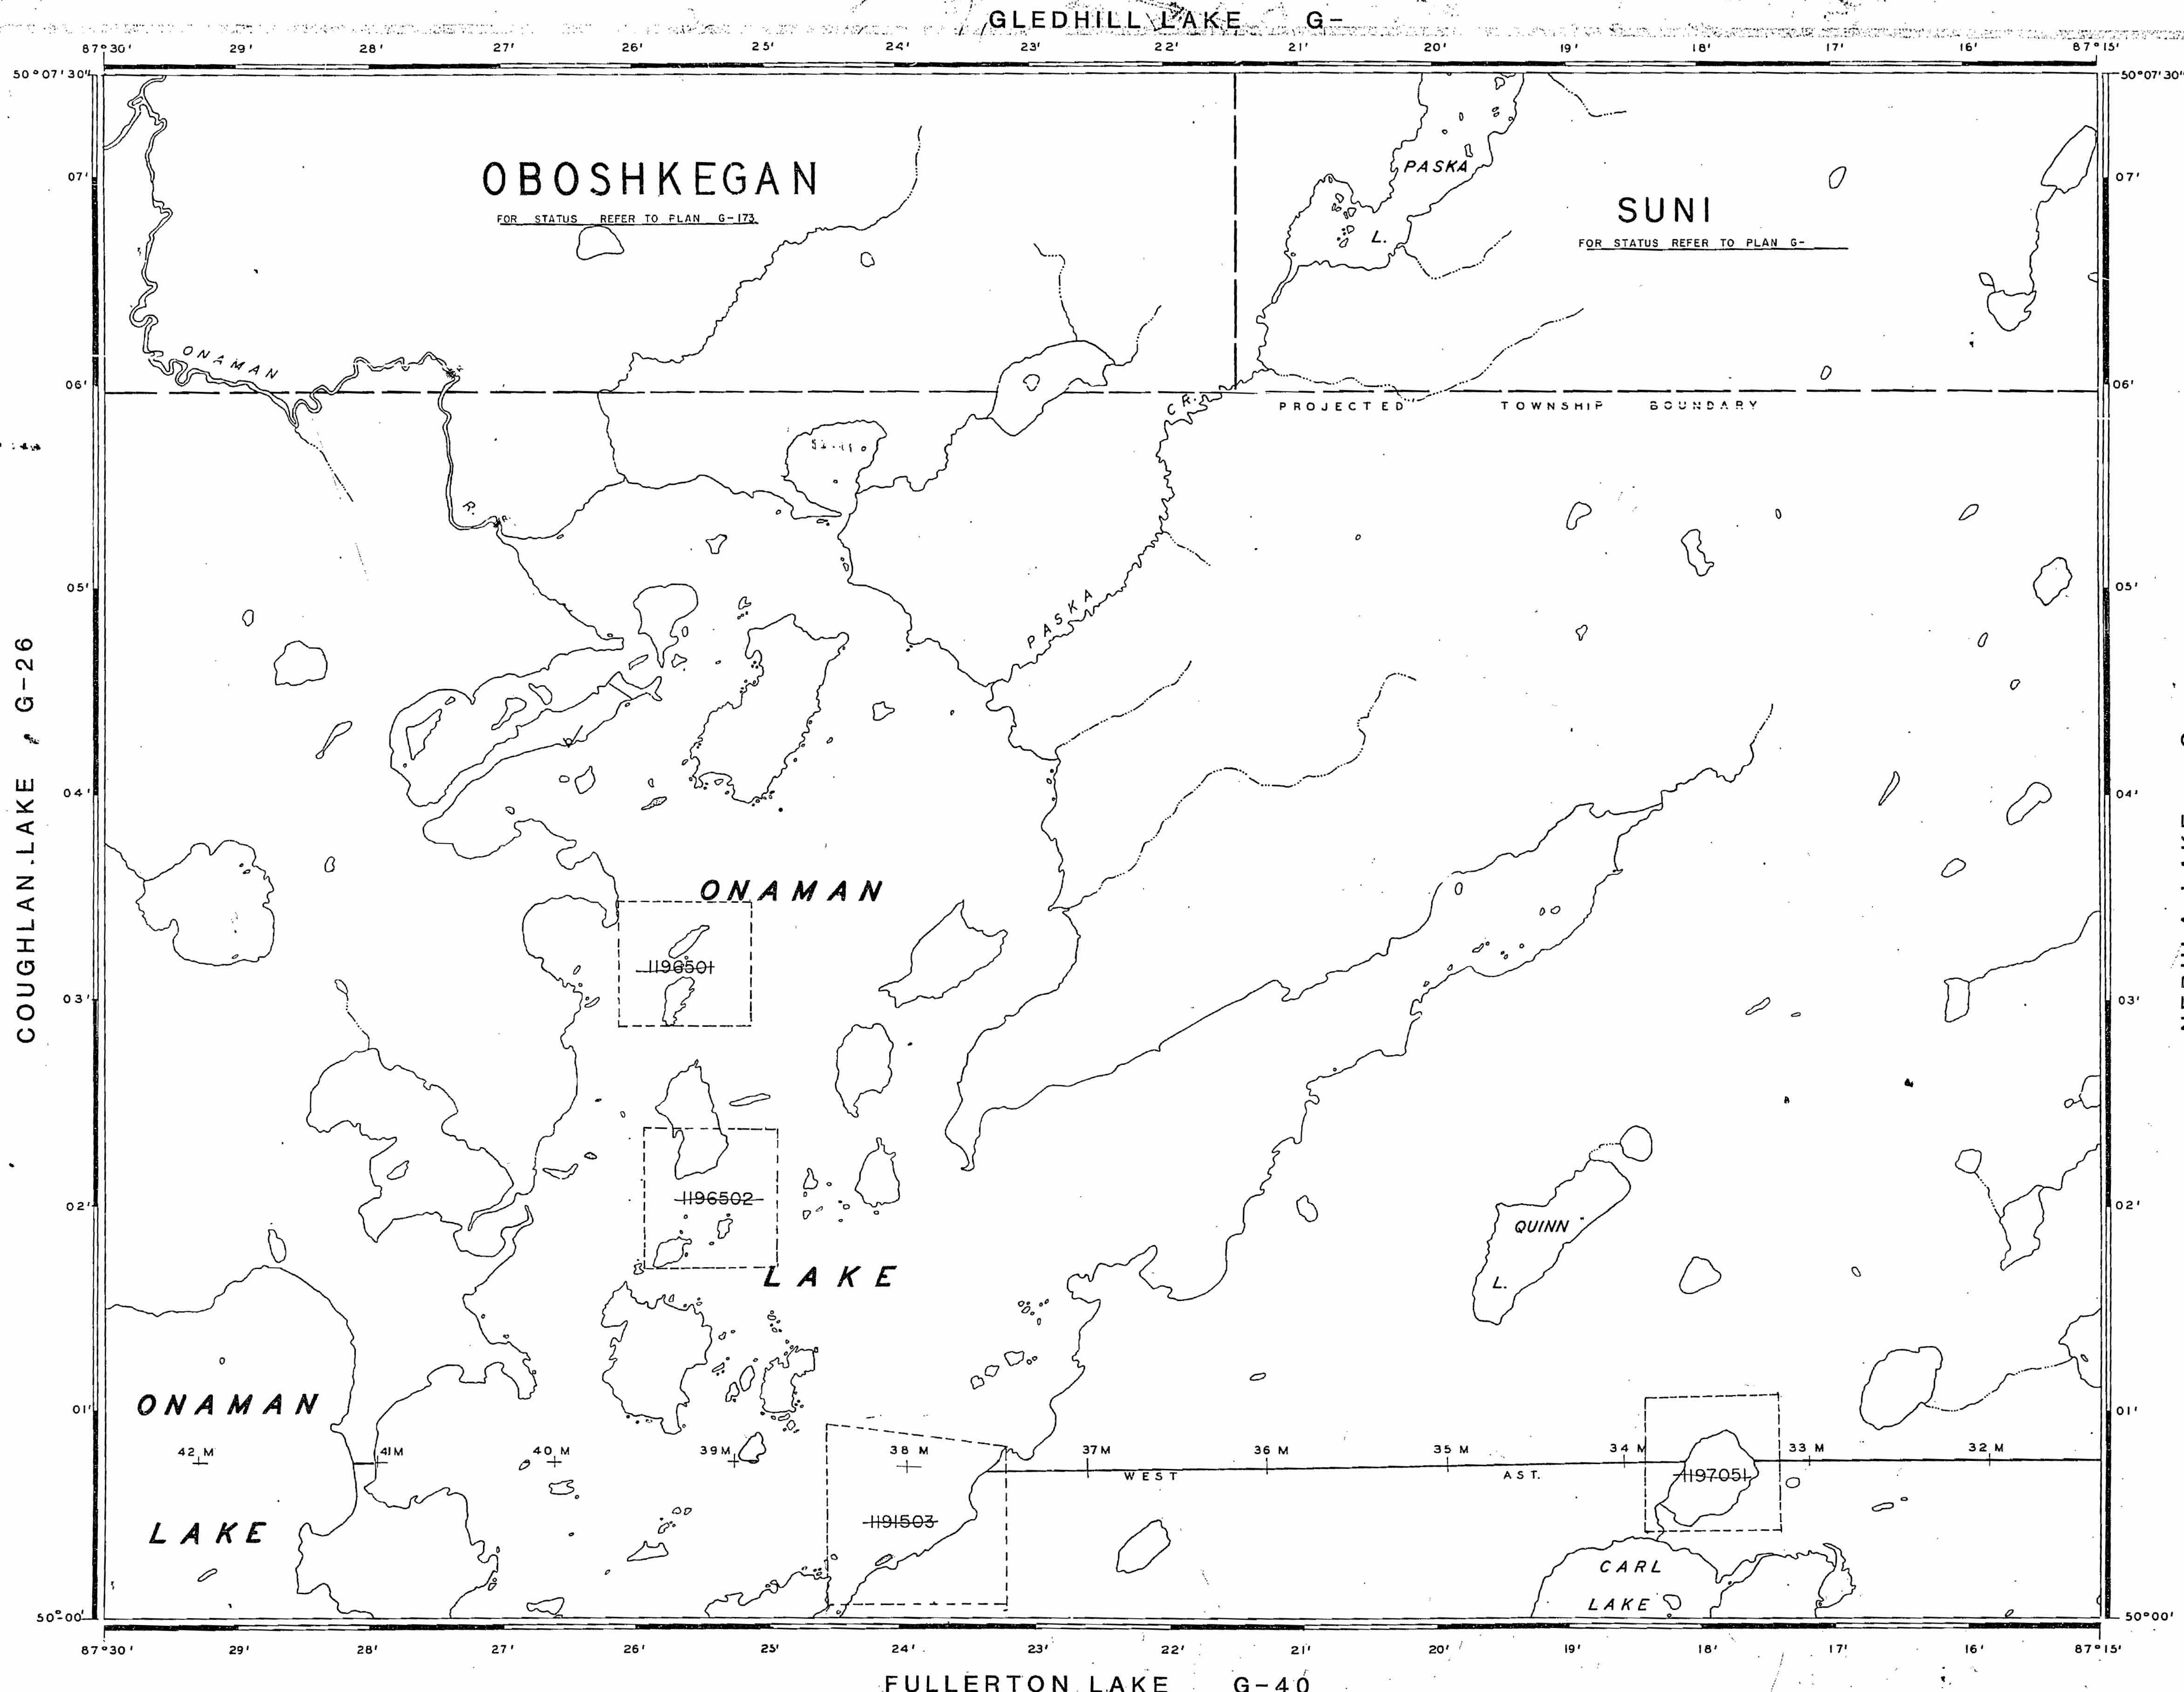 GLEDHILL LAKE G-
87°30' 29' 28' 27' 26' 25' 24' 23' 22' 21' 20' 19' 18' 17' 16' 87°15'
50°07'30" 50°07'30"
OBOSHKEGAN
FOR STATUS REFER TO PLAN G-173
PASKA
L.
SUNI
FOR STATUS REFER TO PLAN G-
07' 07'
ONAMAN
06' 06'
CR.
PROJECTED TOWNSHIP BOUNDARY
R.
05' 05'
PASKA
COUGHLAN LAKE G-26
04' 04'
ONAMAN
1196501
03' 03'
1196502
02' 02'
QUINN
L.
LAKE
ONAMAN
01' 01'
42 M 41M 40 M 39M 38 M 37M 36 M 35 M 34 M 33 M 32 M
WEST AST.
1197051
1191503
LAKE
CARL
LAKE
50°00' 50°00'
87°30' 29' 28' 27' 26' 25' 24' 23' 22' 21' 20' 19' 18' 17' 16' 87°15'
FULLERTON LAKE G-40